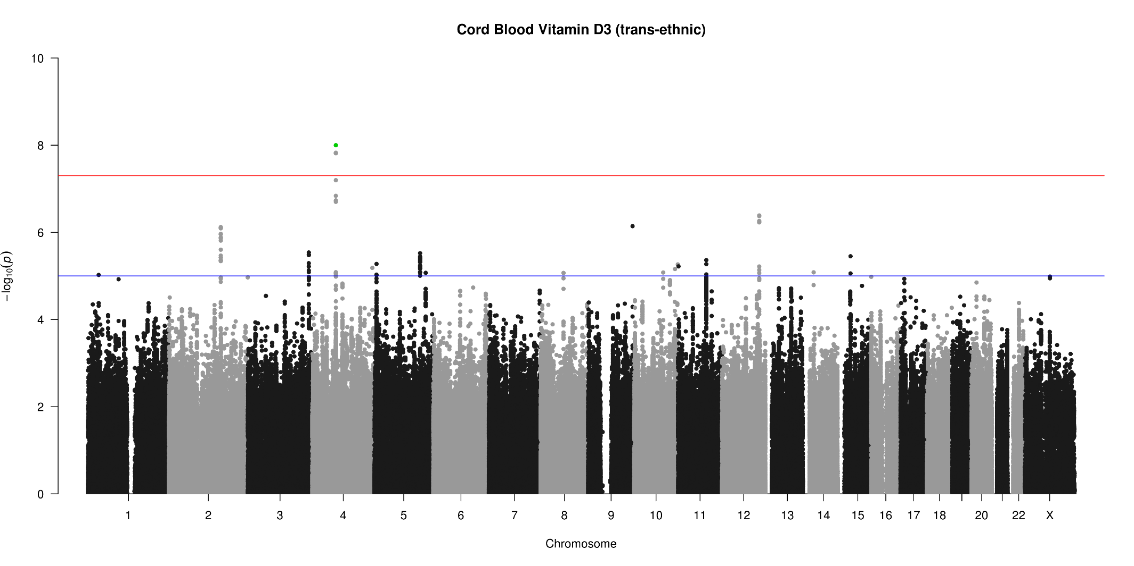 Cord Blood Vitamin D3 (trans-ethnic)
10
8
6
4
2
0
−log10(p)
1 2 3 4 5 6 7 8 9 10 11 12 13 14 15 16 17 18 20 22 X
Chromosome